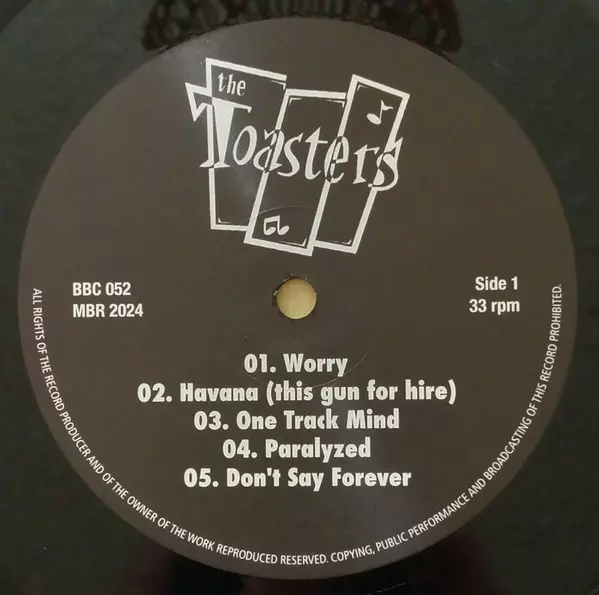 the
Toasters
BBC 052
MBR 2024
Side 1
33 rpm
01. Worry
02. Havana (this gun for hire)
03. One Track Mind
04. Paralyzed
05. Don't Say Forever
ALL RIGHTS OF THE RECORD PRODUCER AND OF THE OWNER OF THE WORK REPRODUCED RESERVED. COPYING, PUBLIC PERFORMANCE AND BROADCASTING OF THIS RECORD PROHIBITED.